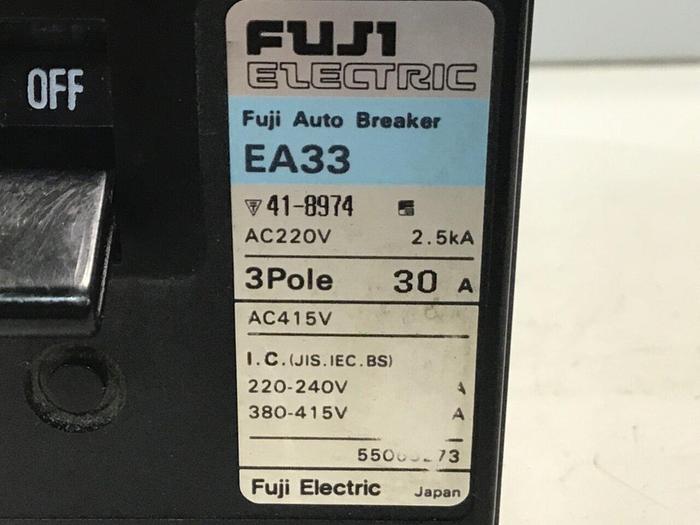 OFF
FUJI
ELECTRIC
Fuji Auto Breaker
EA33
41-8974
AC220V 2.5kA
3Pole 30 A
AC415V
I.C.(JIS.IEC.BS)
220-240V A
380-415V A
Fuji Electric Japan